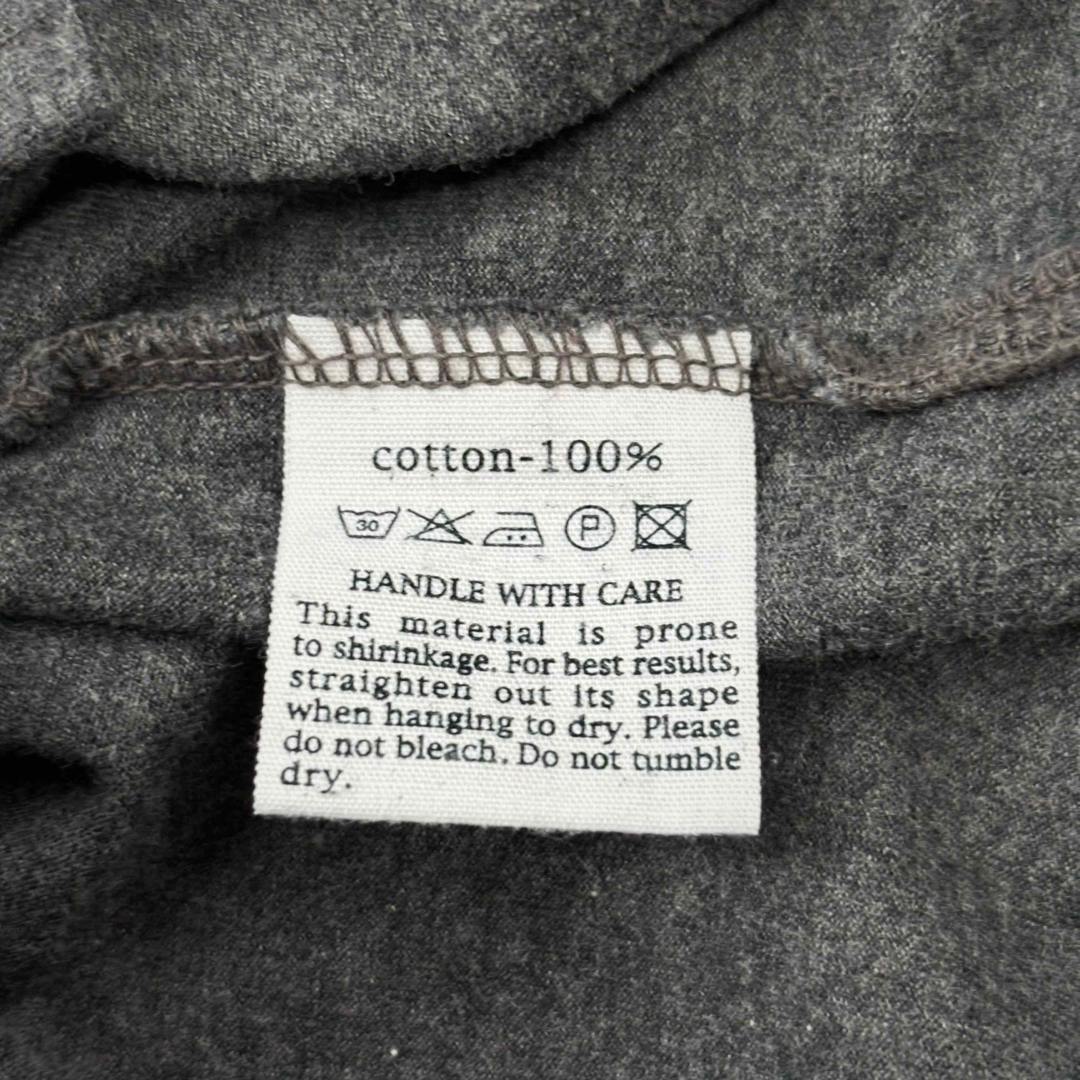 cotton-100%
30 P
HANDLE WITH CARE
This material is prone
to shirinkage. For best results,
straighten out its shape
when hanging to dry. Please
do not bleach. Do not tumble
dry.